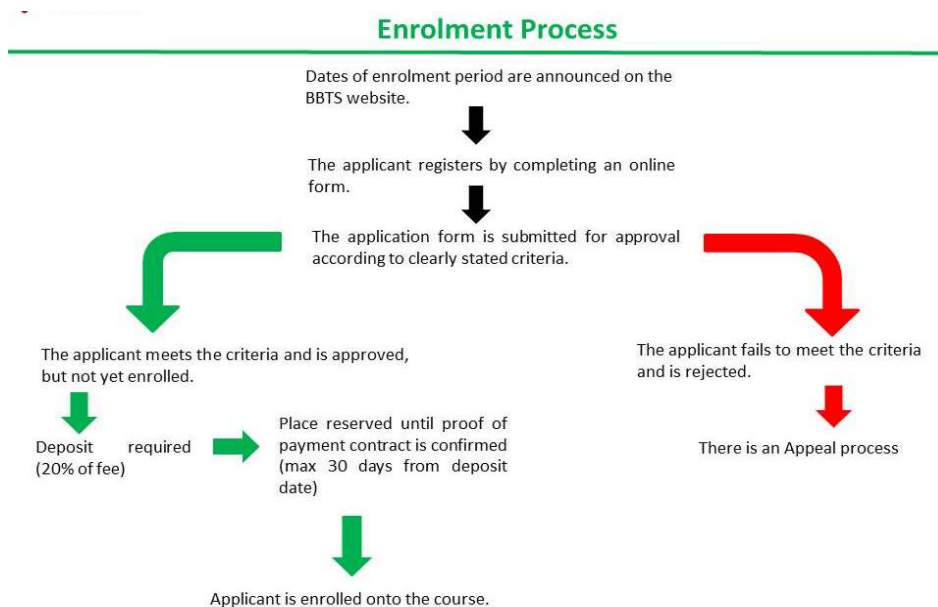 Enrolment Process
Dates of enrolment period are announced on the
BBTS website.
The applicant registers by completing an online
form.
The application form is submitted for approval
according to clearly stated criteria.
The applicant meets the criteria and is approved,
but not yet enrolled.
Deposit required
(20% of fee)
Place reserved until proof of
payment contract is confirmed
(max 30 days from deposit
date)
Applicant is enrolled onto the course.
The applicant fails to meet the criteria
and is rejected.
There is an Appeal process